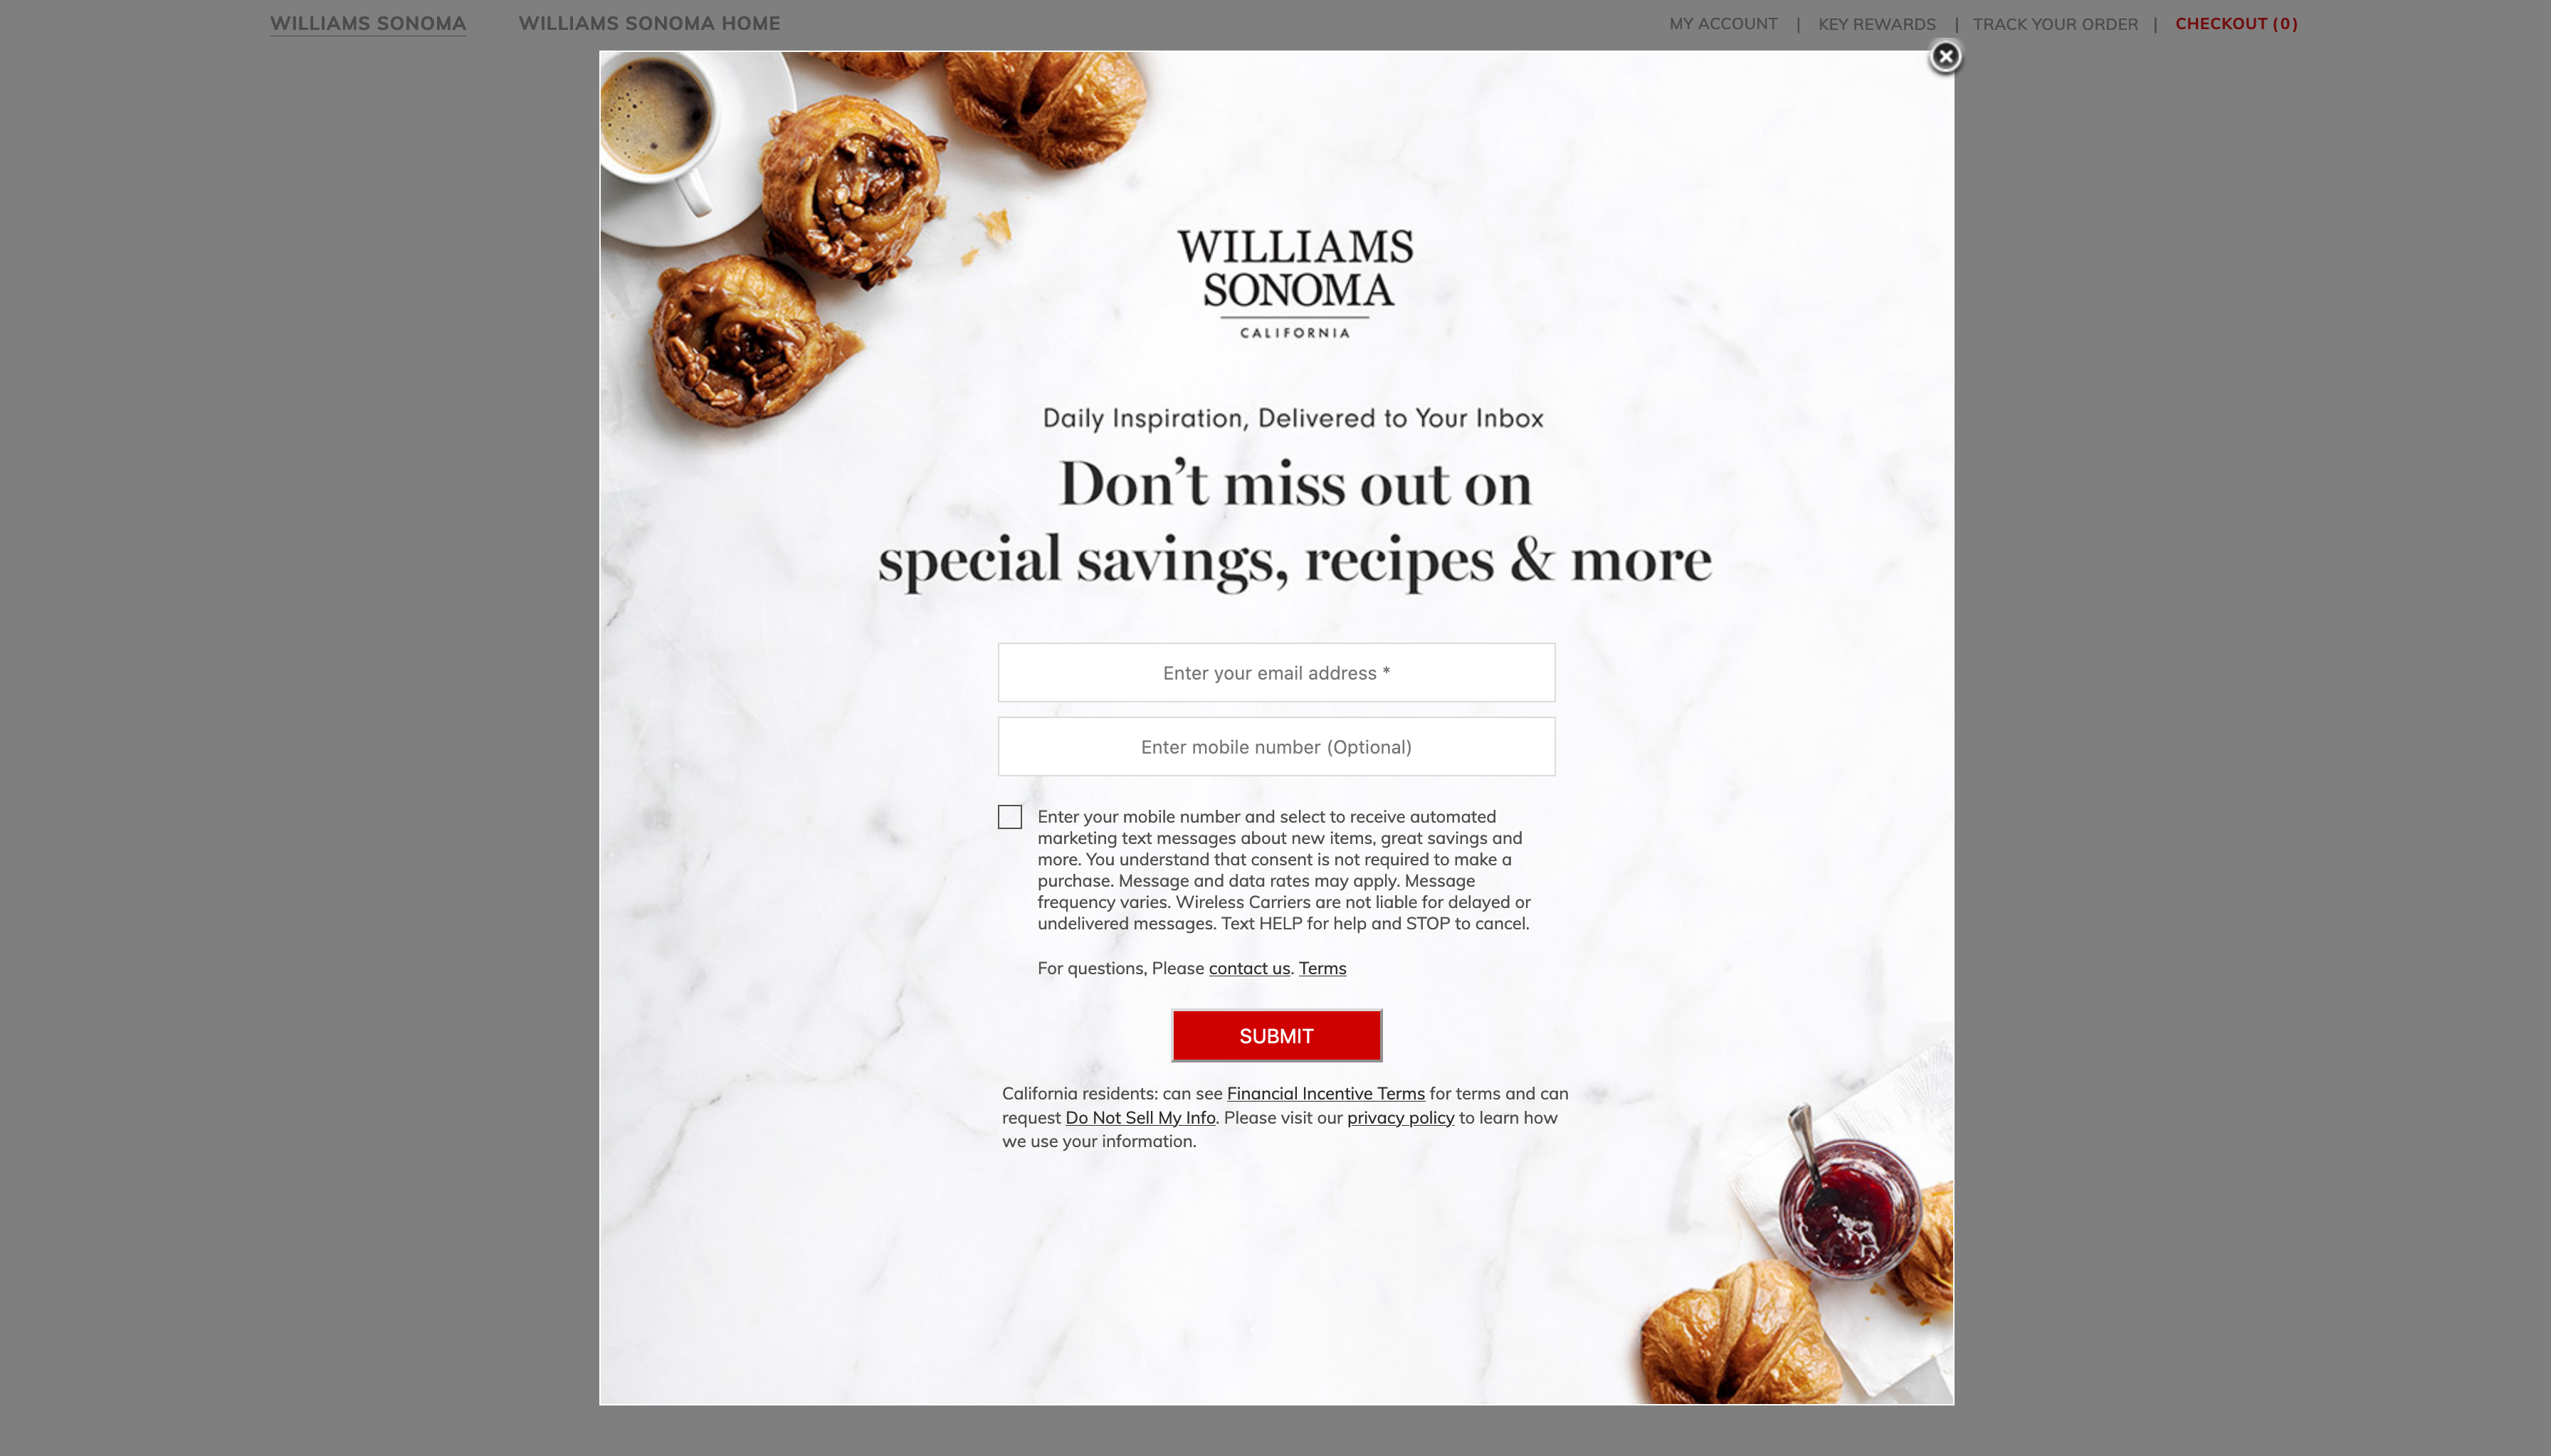 WILLIAMS SONOMA
WILLIAMS SONOMA HOME
MY ACCOUNT | KEY REWARDS | TRACK YOUR ORDER | CHECKOUT (0)
WILLIAMS
SONOMA
CALIFORNIA
Daily Inspiration, Delivered to Your Inbox
Don’t miss out on
special savings, recipes & more
Enter your email address *
Enter mobile number (Optional)
Enter your mobile number and select to receive automated
marketing text messages about new items, great savings and
more. You understand that consent is not required to make a
purchase. Message and data rates may apply. Message
frequency varies. Wireless Carriers are not liable for delayed or
undelivered messages. Text HELP for help and STOP to cancel.
For questions, Please contact us. Terms
SUBMIT
California residents: can see Financial Incentive Terms for terms and can
request Do Not Sell My Info. Please visit our privacy policy to learn how
we use your information.